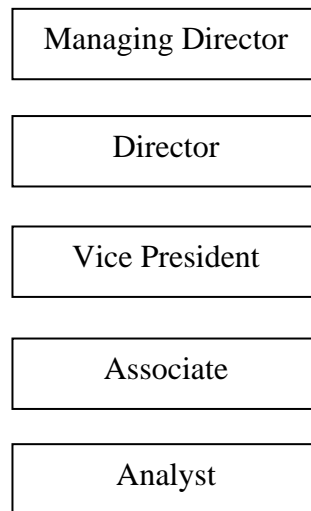 Managing Director
Director
Vice President
Associate
Analyst